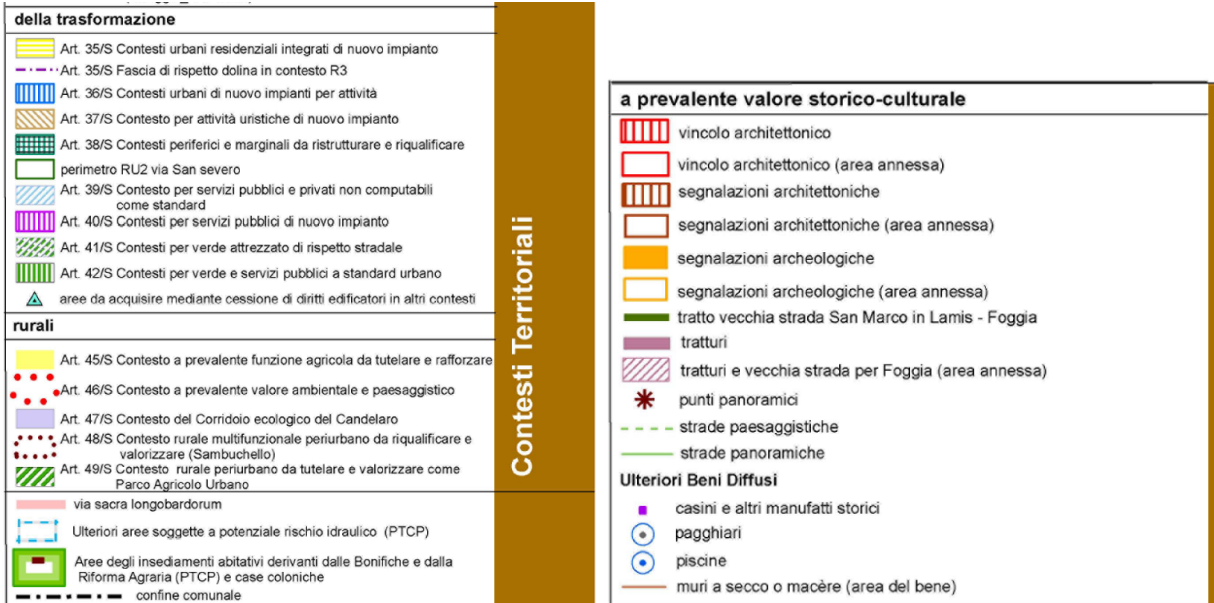 della trasformazione
Art. 35/S Contesti urbani residenziali integrati di nuovo impianto
Art. 35/S Fascia di rispetto dolina in contesto R3
Art. 36/S Contesti urbani di nuovo impianti per attività
Art. 37/S Contesto per attività uristiche di nuovo impianto
Art. 38/S Contesti periferici e marginali da ristrutturare e riqualificare
perimetro RU2 via San severo
Art. 39/S Contesto per servizi pubblici e privati non computabili
come standard
Art. 40/S Contesti per servizi pubblici di nuovo impianto
Art. 41/S Contesti per verde attrezzato di rispetto stradale
Art. 42/S Contesti per verde e servizi pubblici a standard urbano
aree da acquisire mediante cessione di diritti edificatori in altri contesti
rurali
Art. 45/S Contesto a prevalente funzione agricola da tutelare e rafforzare
Art. 46/S Contesto a prevalente valore ambientale e paesaggistico
Art. 47/S Contesto del Corridoio ecologico del Candelaro
Art. 48/S Contesto rurale multifunzionale periurbano da riqualificare e
valorizzare (Sambuchello)
Art. 49/S Contesto rurale periurbano da tutelare e valorizzare come
Parco Agricolo Urbano
via sacra longobardorum
Ulteriori aree soggette a potenziale rischio idraulico (PTCP)
Aree degli insediamenti abitativi derivanti dalle Bonifiche e dalla
Riforma Agraria (PTCP) e case coloniche
confine comunale
Contesti Territoriali
a prevalente valore storico-culturale
vincolo architettonico
vincolo architettonico (area annessa)
segnalazioni architettoniche
segnalazioni architettoniche (area annessa)
segnalazioni archeologiche
segnalazioni archeologiche (area annessa)
tratto vecchia strada San Marco in Lamis - Foggia
tratturi
tratturi e vecchia strada per Foggia (area annessa)
punti panoramici
strade paesaggistiche
strade panoramiche
Ulteriori Beni Diffusi
casini e altri manufatti storici
pagghiari
piscine
muri a secco o macère (area del bene)